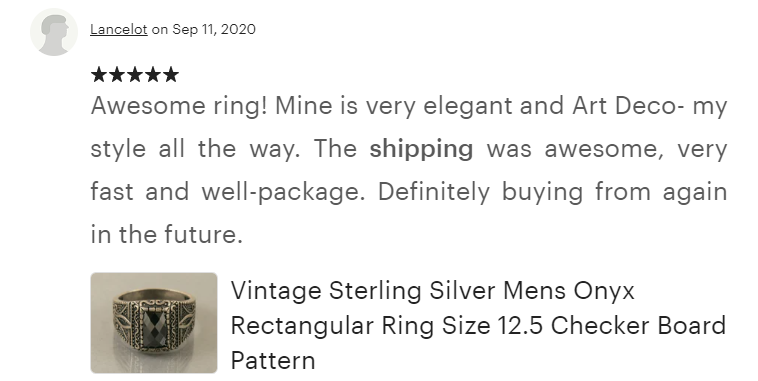 Lancelot on Sep 11, 2020
★★★★★
Awesome ring! Mine is very elegant and Art Deco- my
style all the way. The shipping was awesome, very
fast and well-package. Definitely buying from again
in the future.
Vintage Sterling Silver Mens Onyx
Rectangular Ring Size 12.5 Checker Board
Pattern